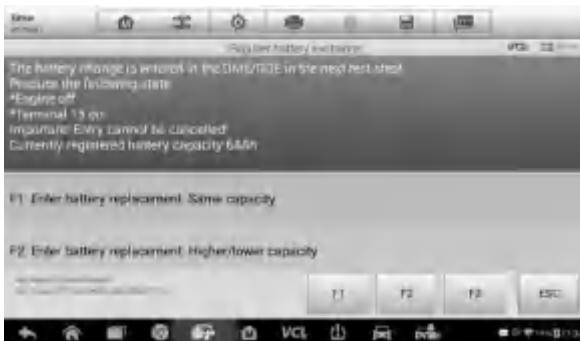 Register battery exchange
The battery change is entered in the DME/DDE in the next test step!
Produce the following state
*Engine off
*Terminal 15 on
Important: Entry cannot be cancelled!
Currently registered battery capacity
F1: Enter battery replacement: Same capacity
F2: Enter battery replacement: Higher/lower capacity
F1 F2 F3 ESC
VCI